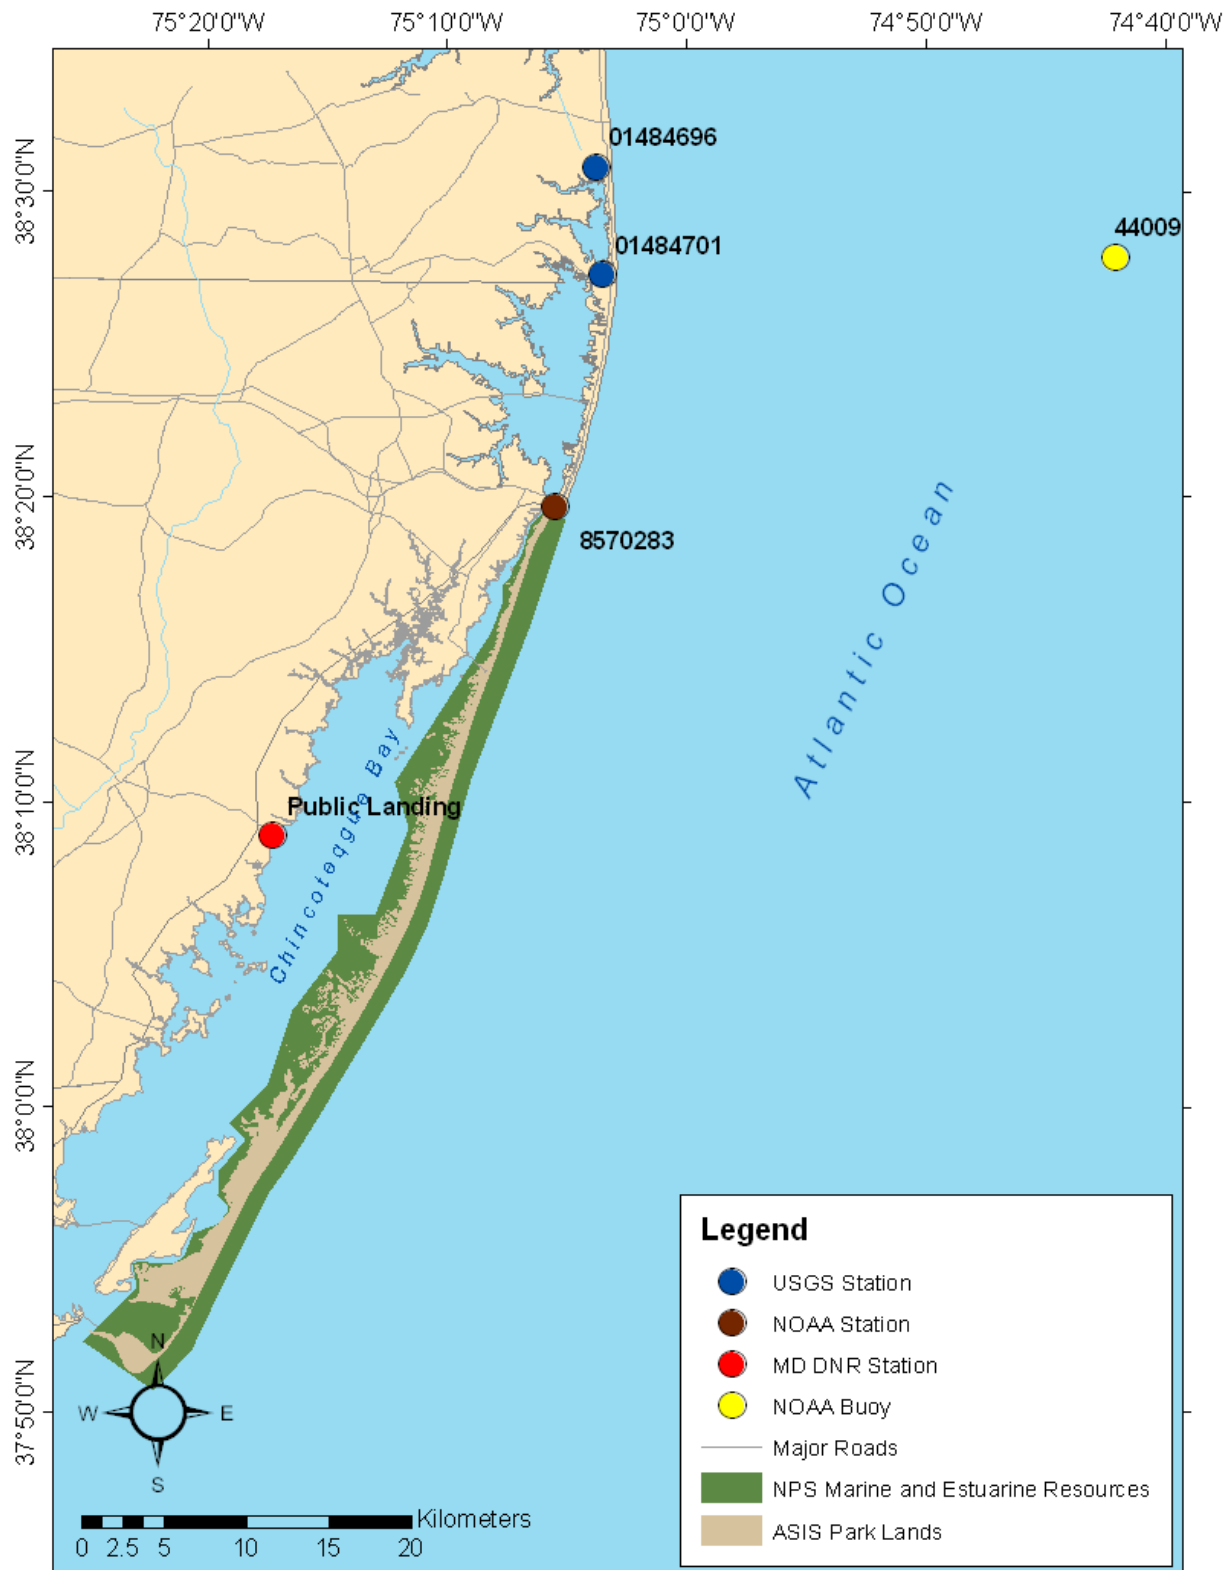 75°20'0"W
75°10'0"W
75°0'0"W
74°50'0"W
74°40'0"W
38°30'0"N
38°20'0"N
38°10'0"N
38°0'0"N
37°50'0"N
01484696
01484701
44009
8570283
Atlantic Ocean
Public Landing
Chincoteqgue Bay
N
W E
S
Kilometers
0 2.5 5 10 15 20
Legend
USGS Station
NOAA Station
MD DNR Station
NOAA Buoy
Major Roads
NPS Marine and Estuarine Resources
ASIS Park Lands